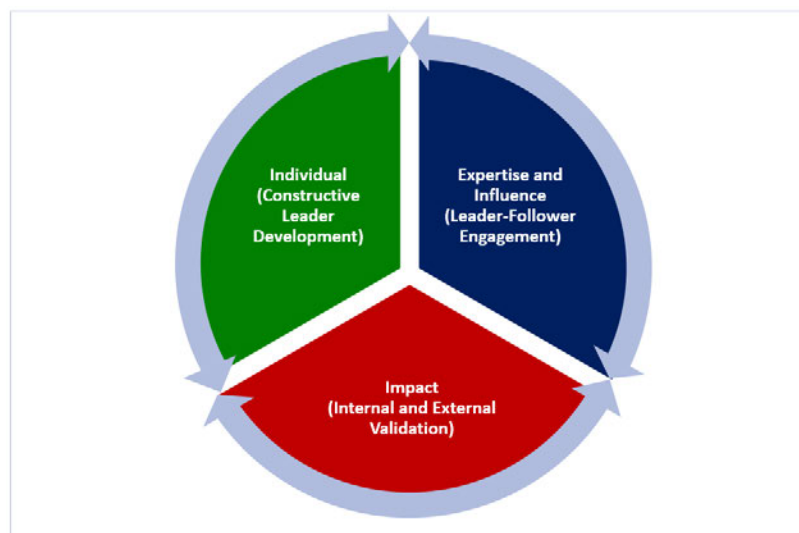 Individual
(Constructive
Leader
Development)
Expertise and
Influence
(Leader-Follower
Engagement)
Impact
(Internal and External
Validation)